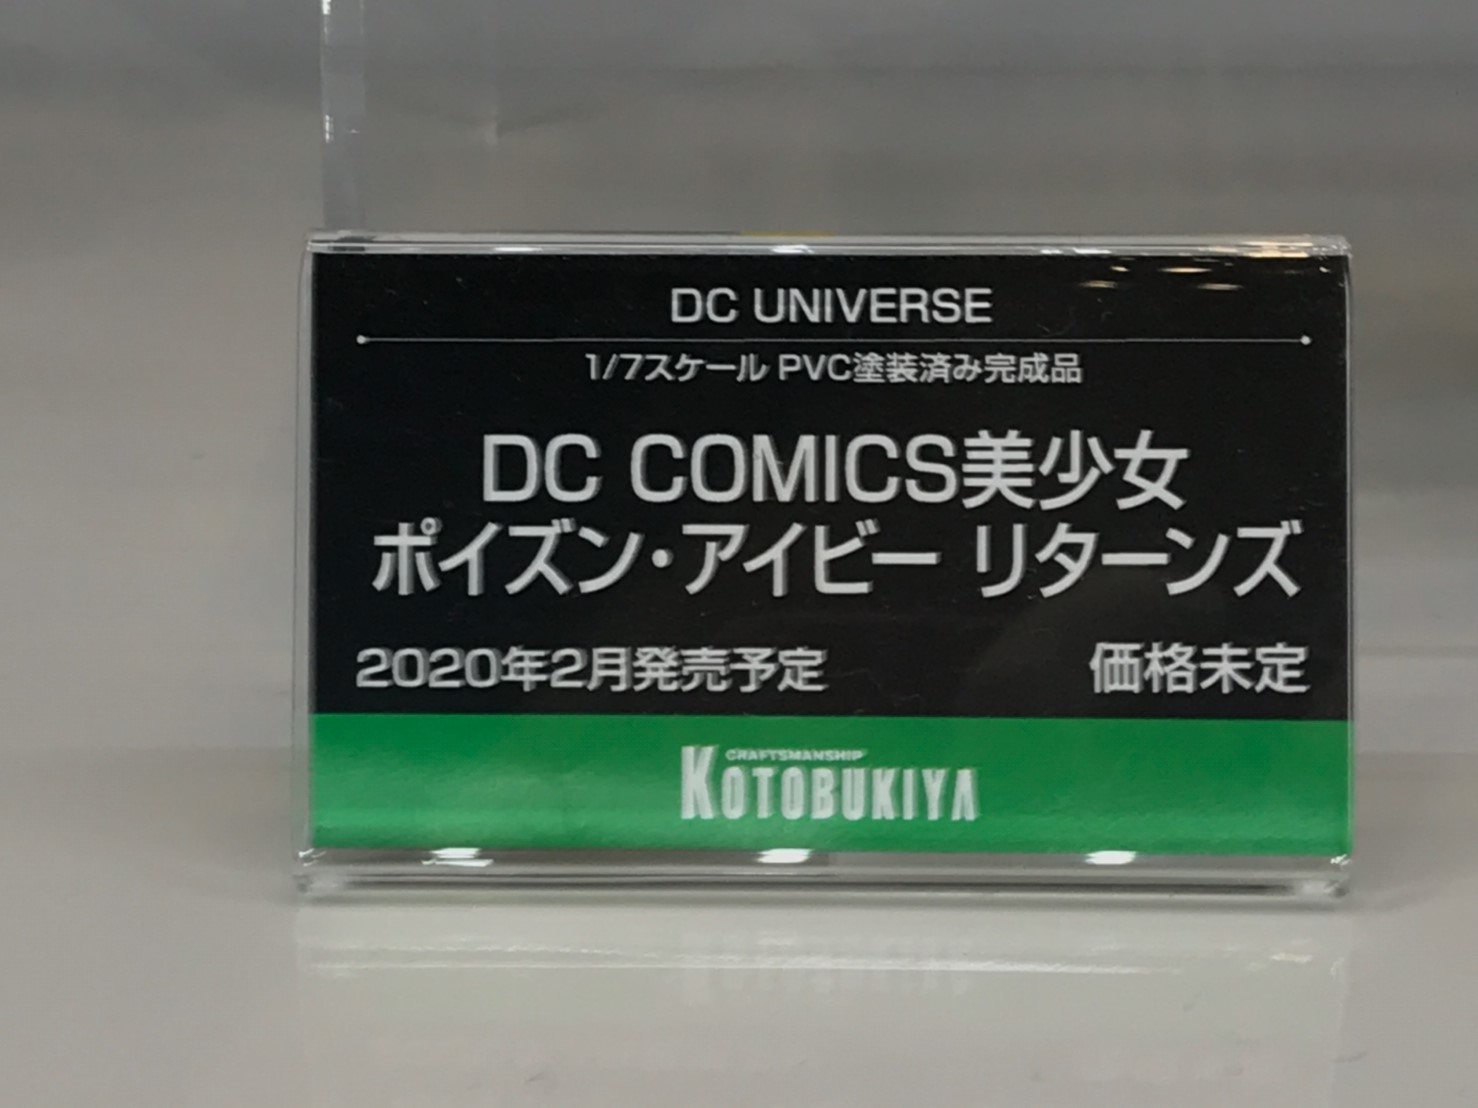 DC UNIVERSE
1/7スケール PVC塗装済み完成品
DC COMICS美少女
ポイズン・アイビー リターンズ
2020年2月発売予定 価格未定
CRAFTSMANSHIP
KOTOBUKIYA